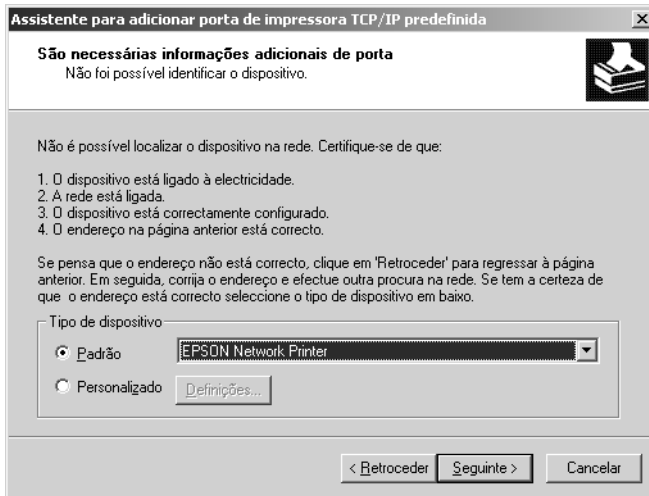 Assistente para adicionar porta de impressora TCP/IP predefinida
São necessárias informações adicionais de porta
Não foi possível identificar o dispositivo.
Não é possível localizar o dispositivo na rede. Certifique-se de que:
1. O dispositivo está ligado à electricidade.
2. A rede está ligada.
3. O dispositivo está correctamente configurado.
4. O endereço na página anterior está correcto.
Se pensa que o endereço não está correcto, clique em 'Retroceder' para regressar à página
anterior. Em seguida, corrija o endereço e efectue outra procura na rede. Se tem a certeza de
que o endereço está correcto seleccione o tipo de dispositivo em baixo.
Tipo de dispositivo
Padrão EPSON Network Printer
Personalizado Definições...
< Retroceder Seguinte > Cancelar